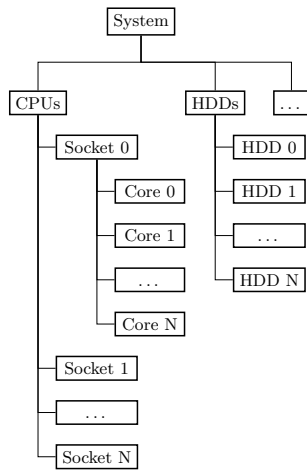 System
CPUs
HDDs
...
Socket 0
HDD 0
Core 0
HDD 1
Core 1
...
...
HDD N
Core N
Socket 1
...
Socket N